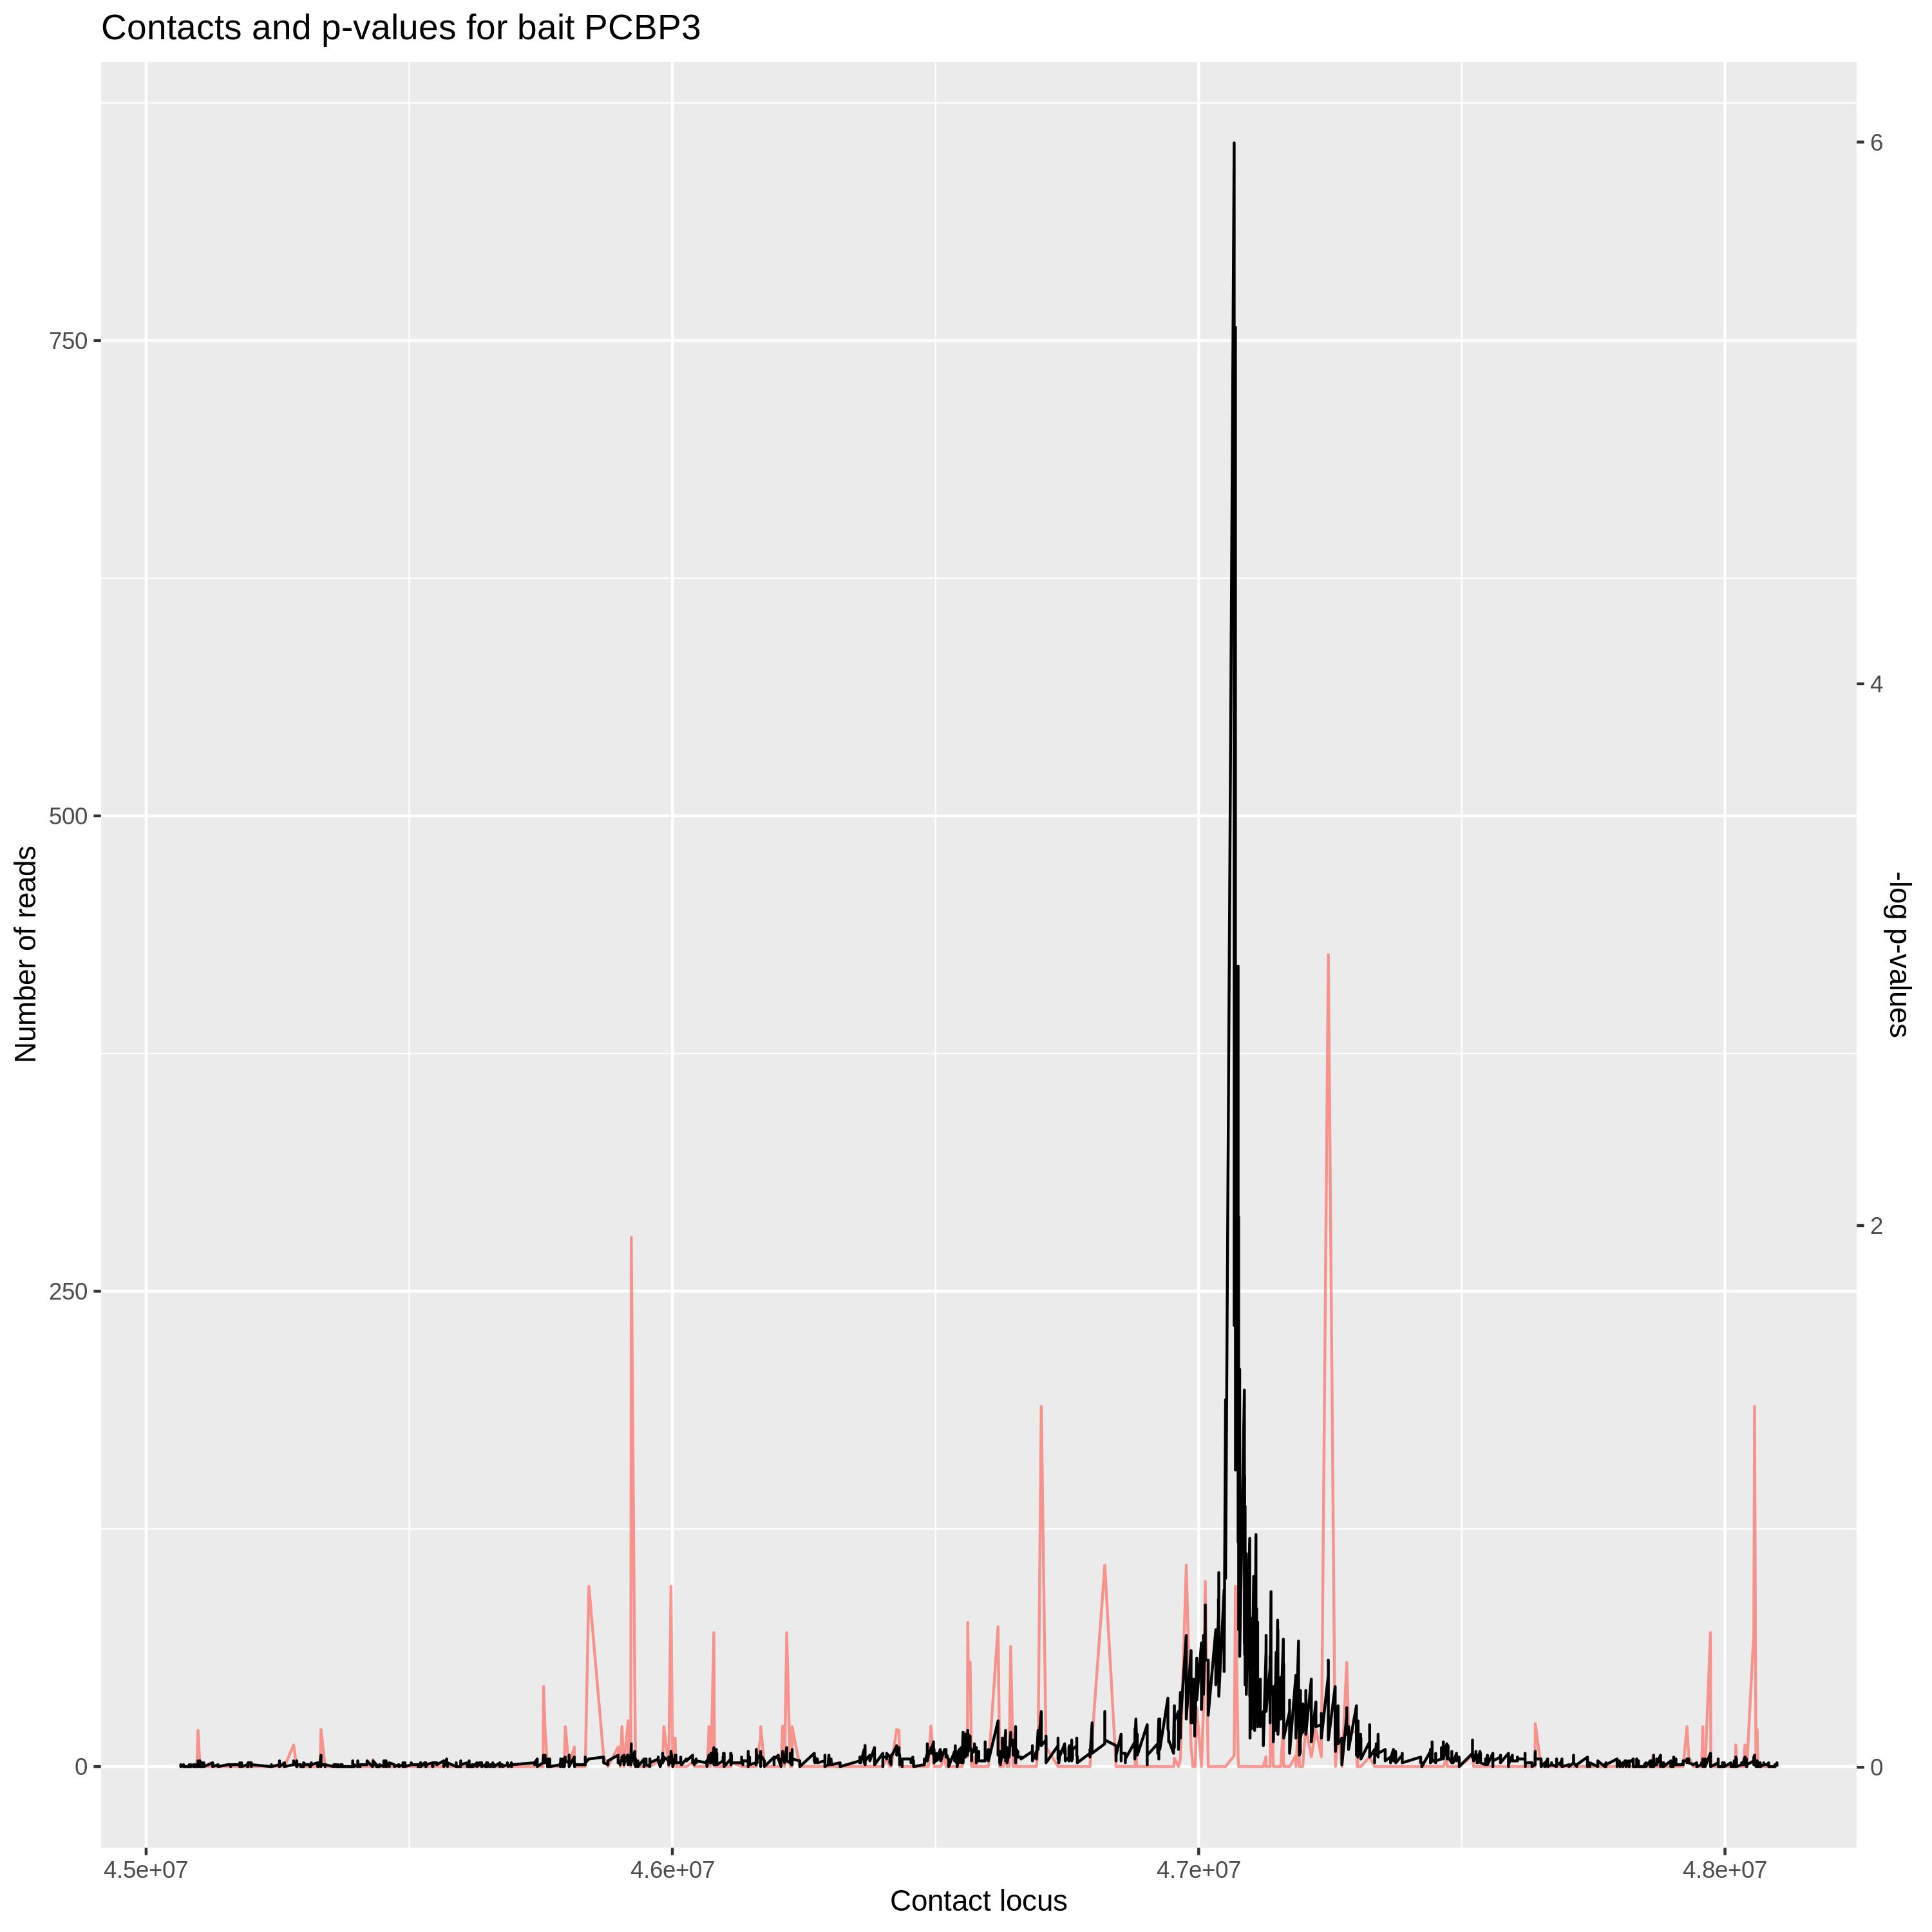 Contacts and p-values for bait PCBP3
Number of reads
750
500
250
0
6
4
2
0
-log p-values
4.5e+07
4.6e+07
4.7e+07
4.8e+07
Contact locus